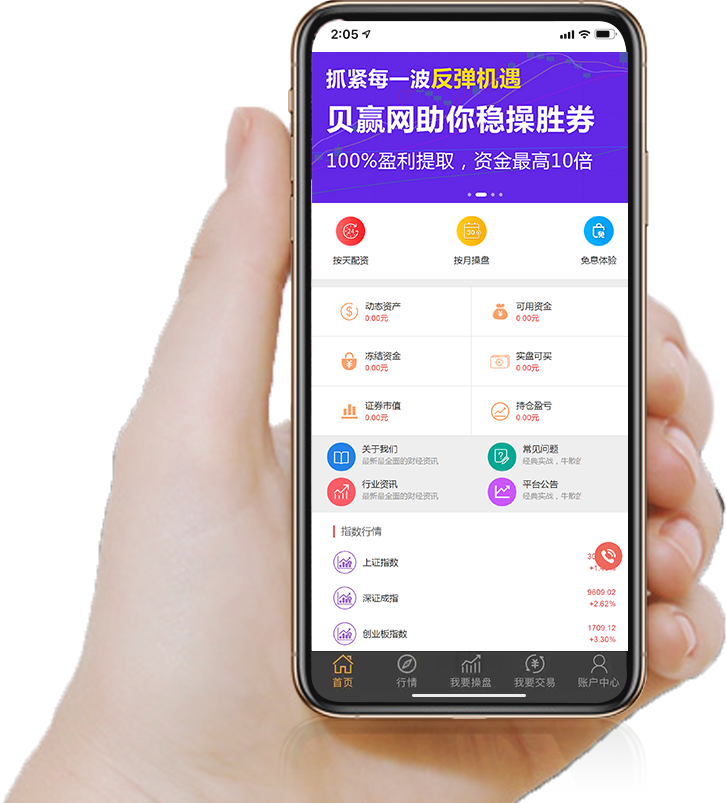 2:05
抓紧每一波反弹机遇
贝赢网助你稳操胜券
100%盈利提取，资金最高10倍
24
30
免
按天配资
按月操盘
免息体验
动态资产
0.00元
可用资金
0.00元
冻结资金
0.00元
实盘可买
0.00元
证券市值
0.00元
持仓盈亏
0.00元
关于我们
最新最全面的财经资讯
常见问题
经典实战，牛散
行业资讯
最新最全面的财经资讯
平台公告
经典实战，牛散
指数行情
上证指数
深证成指
9609.02
+2.62%
创业板指数
1709.12
+3.30%
首页
行情
我要操盘
我要交易
账户中心